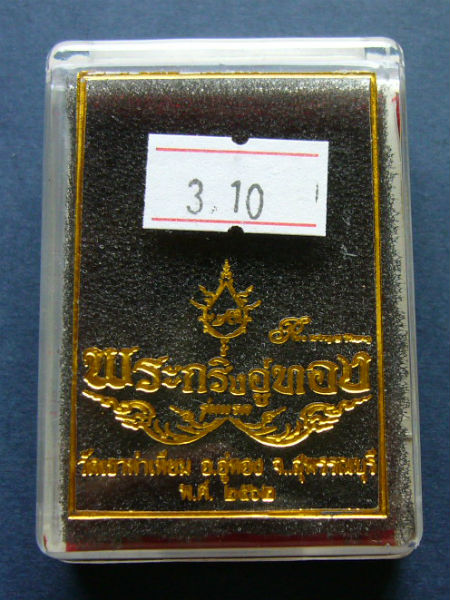 3 10
พระกริ่งอู่ทอง
วัดเขาทำเทียม อ.อู่ทอง จ.สุพรรณบุรี
พ.ศ. ๒๕๖๒